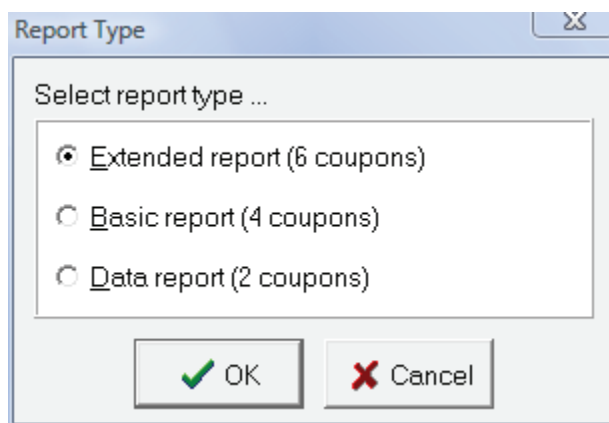 Report Type
Select report type ...
Extended report (6 coupons)
Basic report (4 coupons)
Data report (2 coupons)
OK Cancel